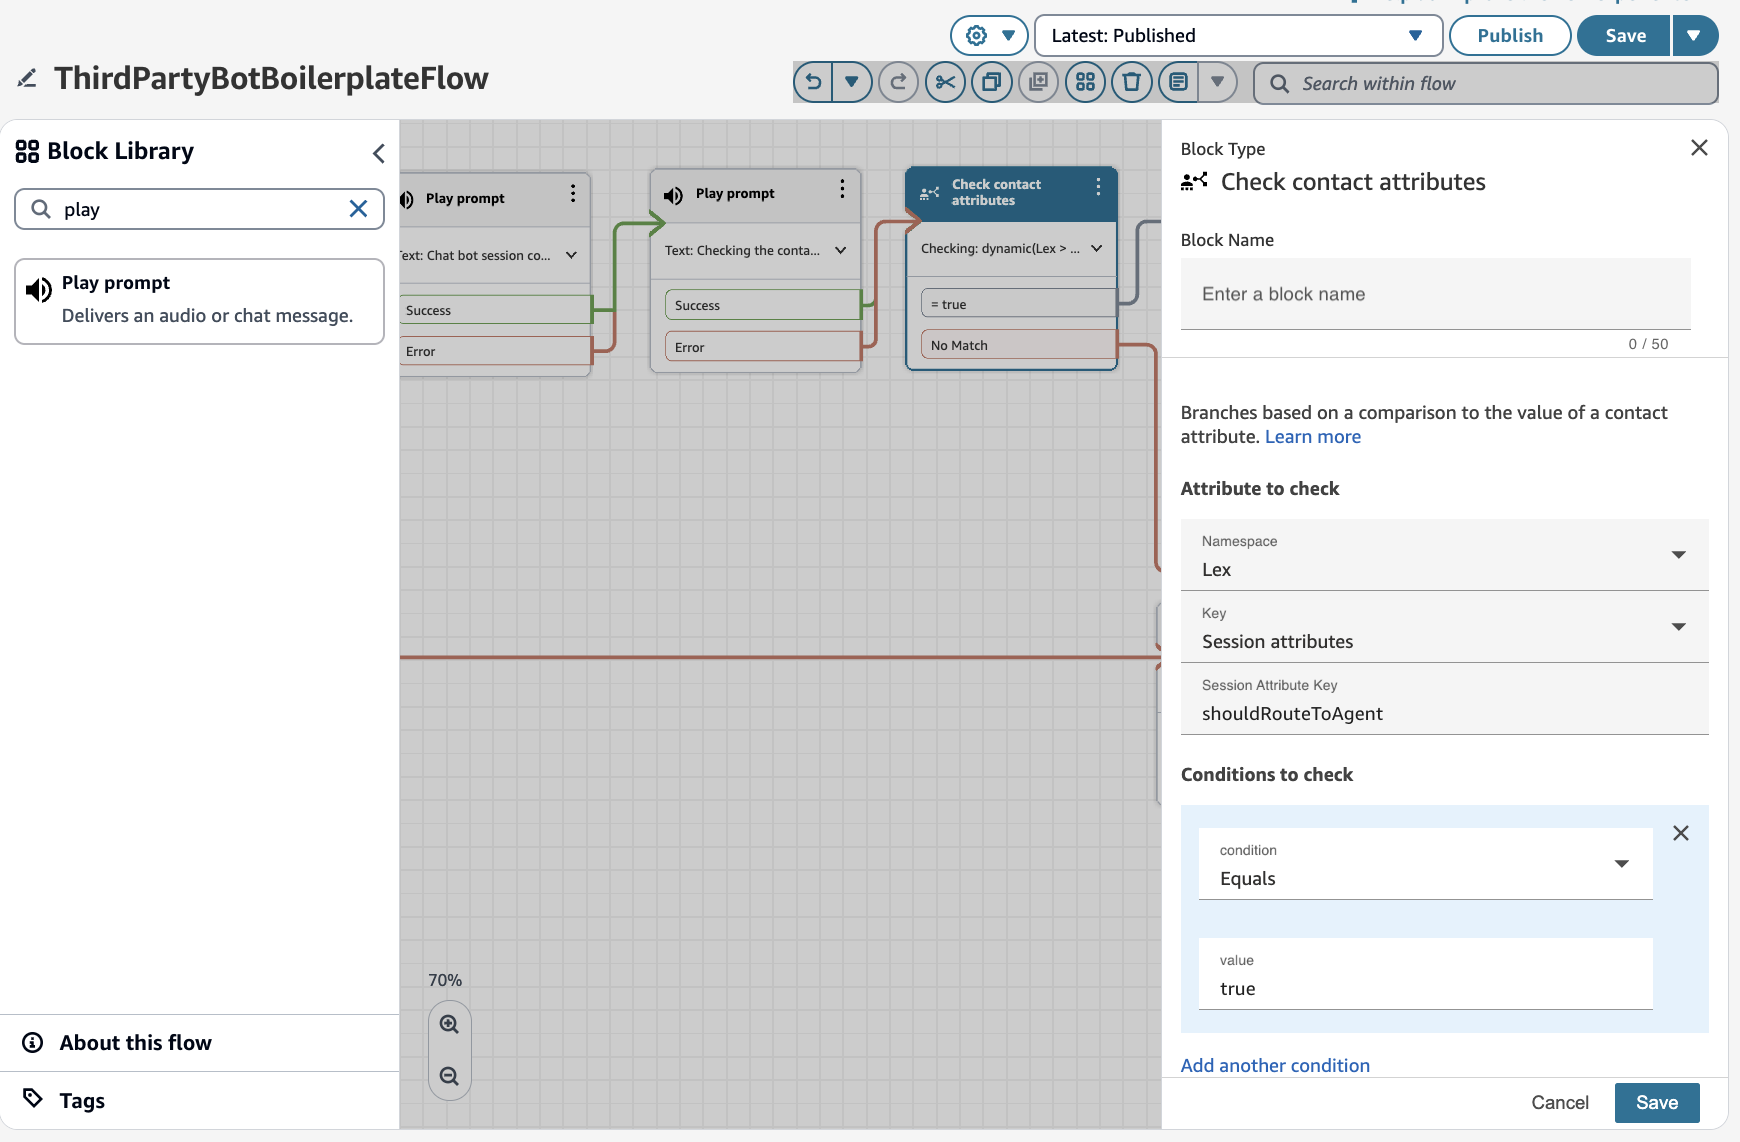 Latest: Published
Publish
Save
ThirdPartyBotBoilerplateFlow
Search within flow
Block Library
play
Play prompt
Delivers an audio or chat message.
About this flow
Tags
Play prompt
Text: Chat bot session co...
Success
Error
Play prompt
Text: Checking the conta...
Success
Error
Check contact
attributes
Checking: dynamic(Lex > ...
= true
No Match
70%
Block Type
Check contact attributes
Block Name
Enter a block name
0 / 50
Branches based on a comparison to the value of a contact
attribute. Learn more
Attribute to check
Namespace
Lex
Key
Session attributes
Session Attribute Key
shouldRouteToAgent
Conditions to check
condition
Equals
value
true
Add another condition
Cancel
Save